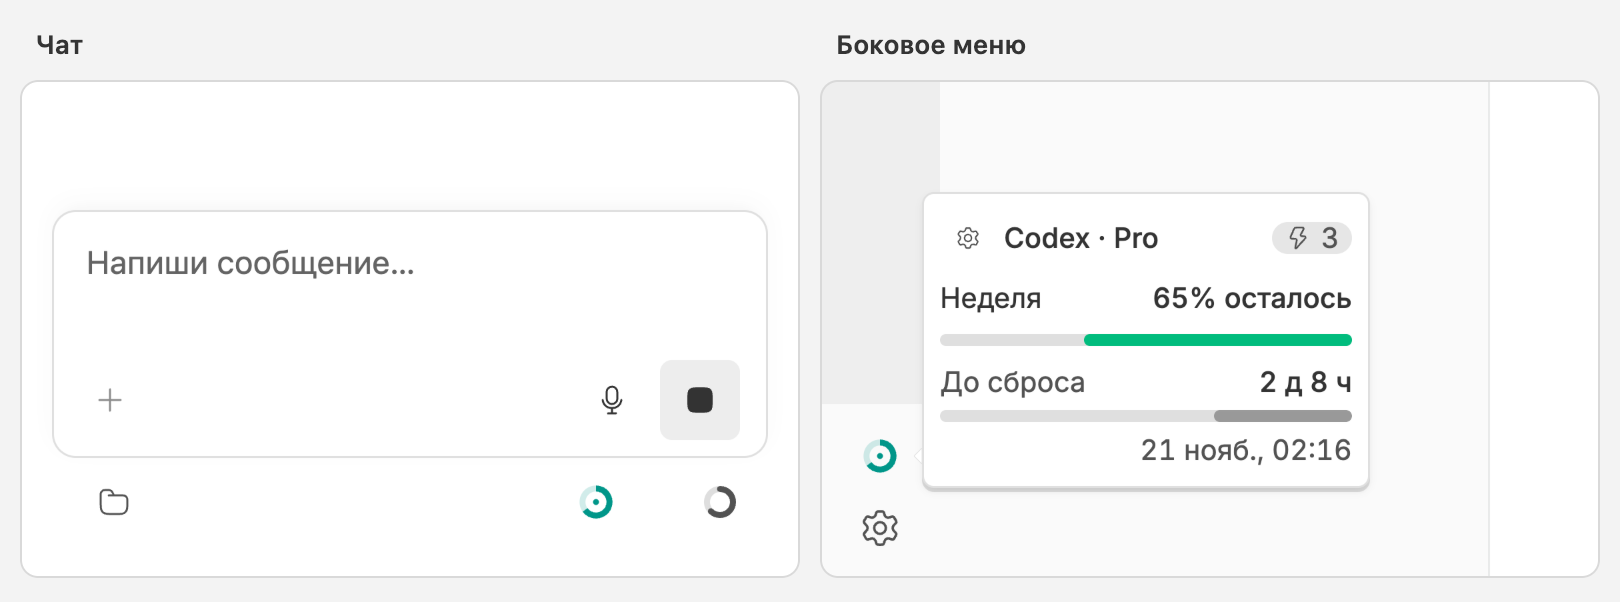 Чат
Напиши сообщение...
Боковое меню
Codex · Pro
3
Неделя
65% осталось
До сброса
2 д 8 ч
21 нояб., 02:16